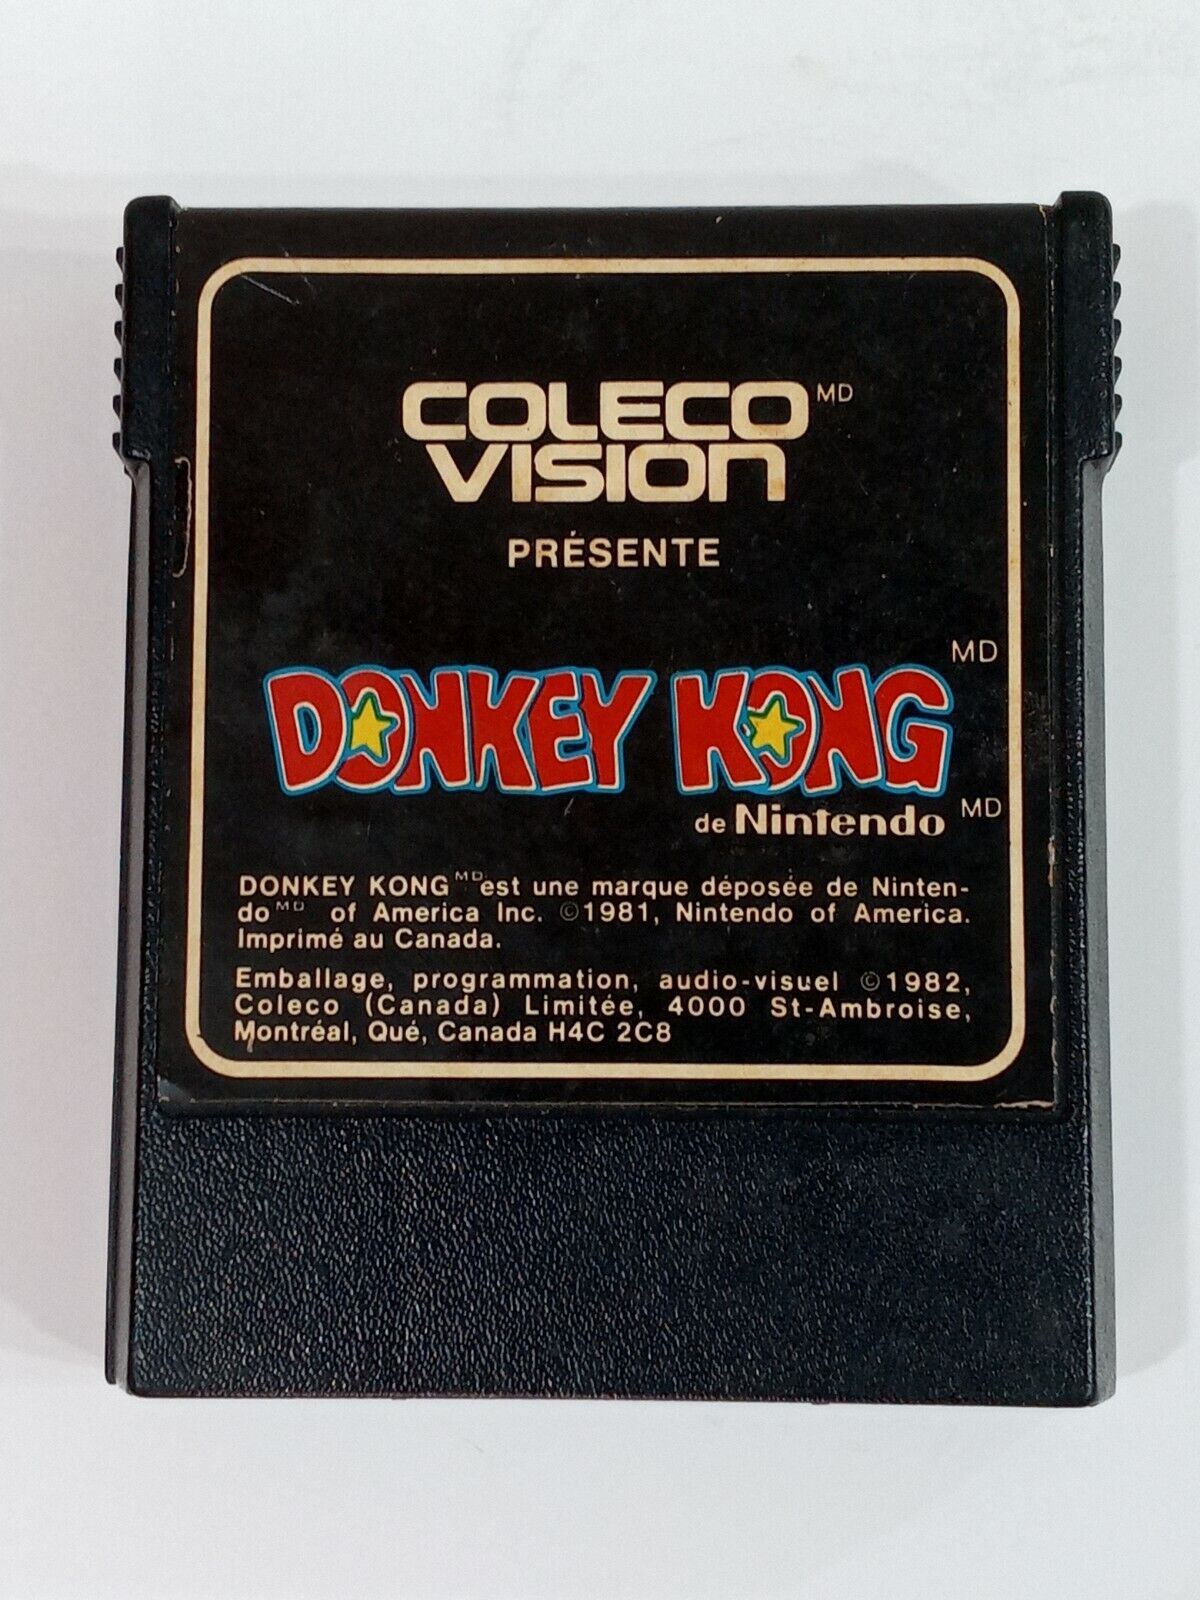 COLECO MD
VISION
PRÉSENTE
DONKEY KONG MD
de Nintendo MD
DONKEY KONG MD est une marque déposée de Ninten-
do MD of America Inc. ©1981, Nintendo of America.
Imprimé au Canada.
Emballage, programmation, audio-visuel ©1982,
Coleco (Canada) Limitée, 4000 St-Ambroise,
Montréal, Qué, Canada H4C 2C8